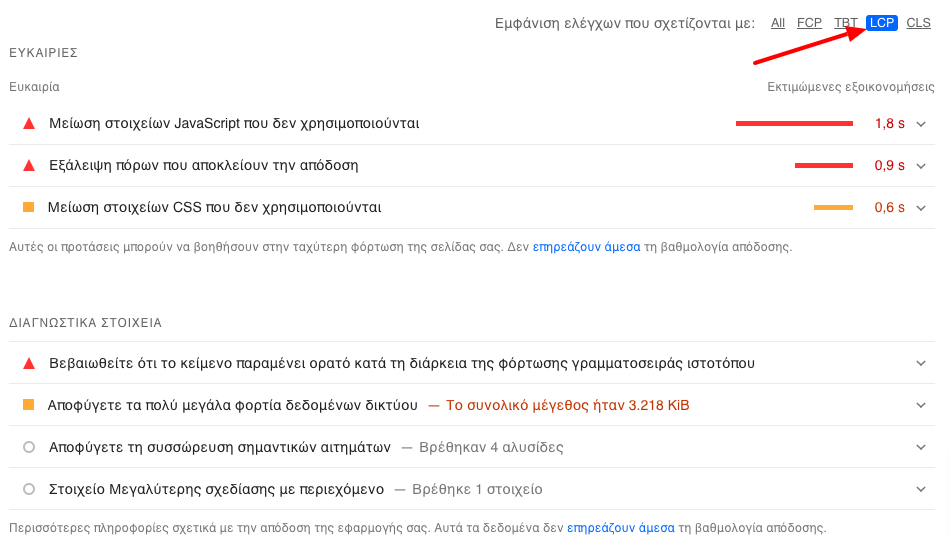 Εμφάνιση ελέγχων που σχετίζονται με: All FCP TBT LCP CLS
ΕΥΚΑΙΡΙΕΣ
Ευκαιρία Εκτιμώμενες εξοικονομήσεις
Μείωση στοιχείων JavaScript που δεν χρησιμοποιούνται 1,8 s
Εξάλειψη πόρων που αποκλείουν την απόδοση 0,9 s
Μείωση στοιχείων CSS που δεν χρησιμοποιούνται 0,6 s
Αυτές οι προτάσεις μπορούν να βοηθήσουν στην ταχύτερη φόρτωση της σελίδας σας. Δεν επηρεάζουν άμεσα τη βαθμολογία απόδοσης.
ΔΙΑΓΝΩΣΤΙΚΑ ΣΤΟΙΧΕΙΑ
Βεβαιωθείτε ότι το κείμενο παραμένει ορατό κατά τη διάρκεια της φόρτωσης γραμματοσειράς ιστοτόπου
Αποφύγετε τα πολύ μεγάλα φορτία δεδομένων δικτύου — Το συνολικό μέγεθος ήταν 3.218 KiB
Αποφύγετε τη συσσώρευση σημαντικών αιτημάτων — Βρέθηκαν 4 αλυσίδες
Στοιχείο Μεγαλύτερης σχεδίασης με περιεχόμενο — Βρέθηκε 1 στοιχείο
Περισσότερες πληροφορίες σχετικά με την απόδοση της εφαρμογής σας. Αυτά τα δεδομένα δεν επηρεάζουν άμεσα τη βαθμολογία απόδοσης.